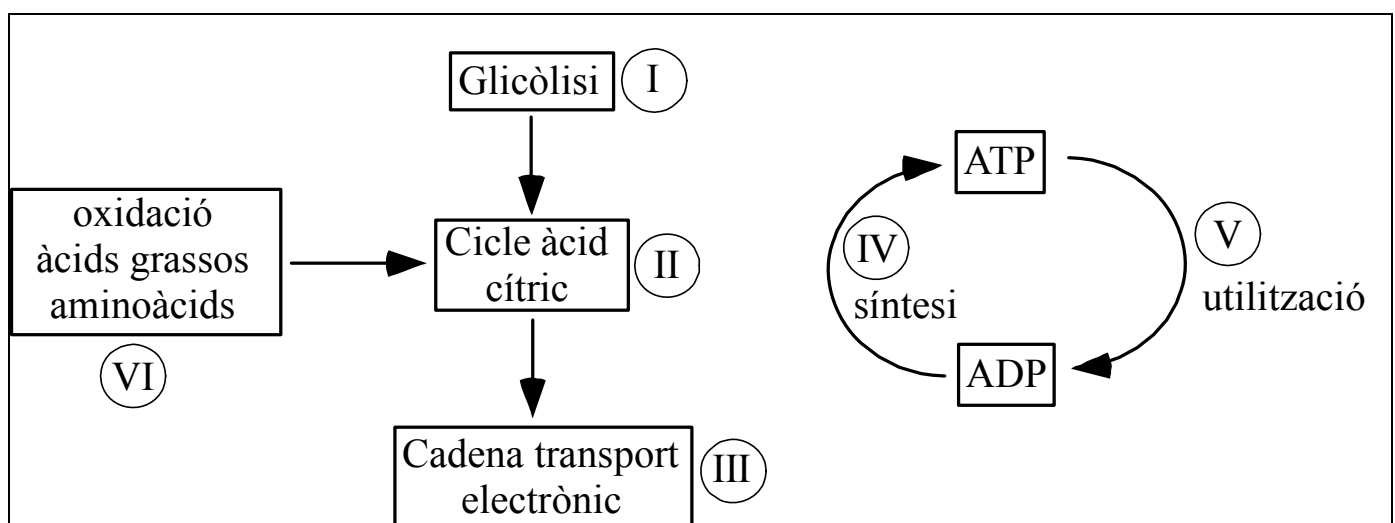 Glicòlisi
I
oxidació
àcids grassos
aminoàcids
VI
Cicle àcid
cítric
II
Cadena transport
electrònic
III
ATP
IV
síntesi
V
utilització
ADP